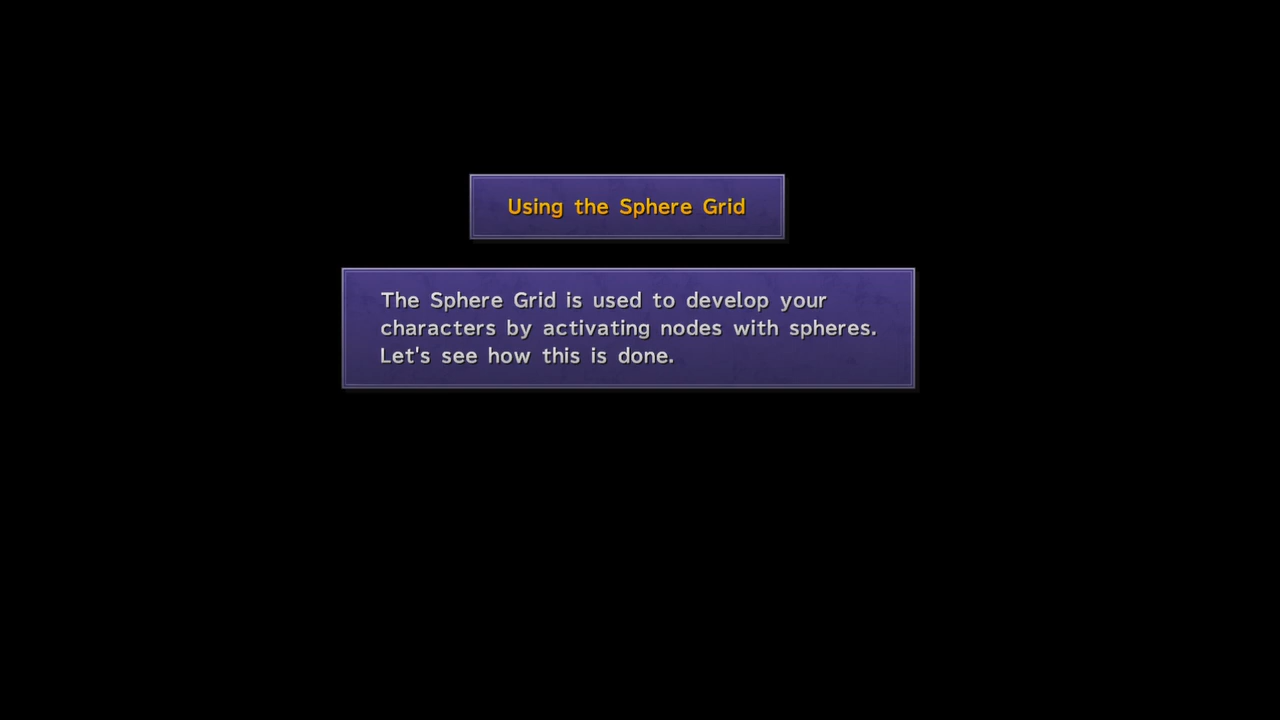 Using the Sphere Grid
The Sphere Grid is used to develop your
characters by activating nodes with spheres.
Let's see how this is done.